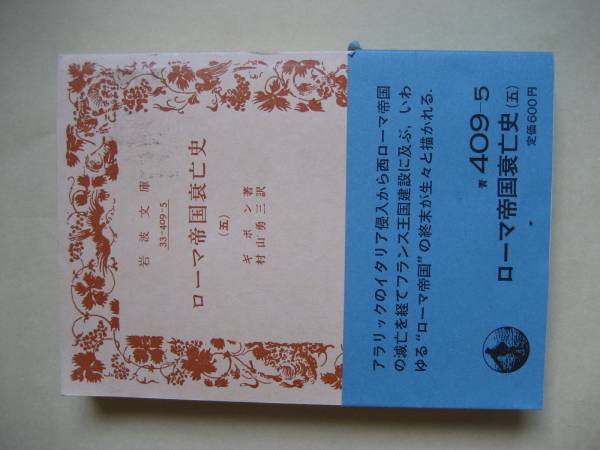 岩波文庫
33-409-5
ローマ帝国衰亡史
(五)
ギボン著
村山勇三訳
アラリックのイタリア侵入から西ローマ帝国
の滅亡を経てフランス王国建設に及ぶ、いわ
ゆる“ローマ帝国”の終末が生々と描かれる.
青 409-5
ローマ帝国衰亡史(五)
定価600円